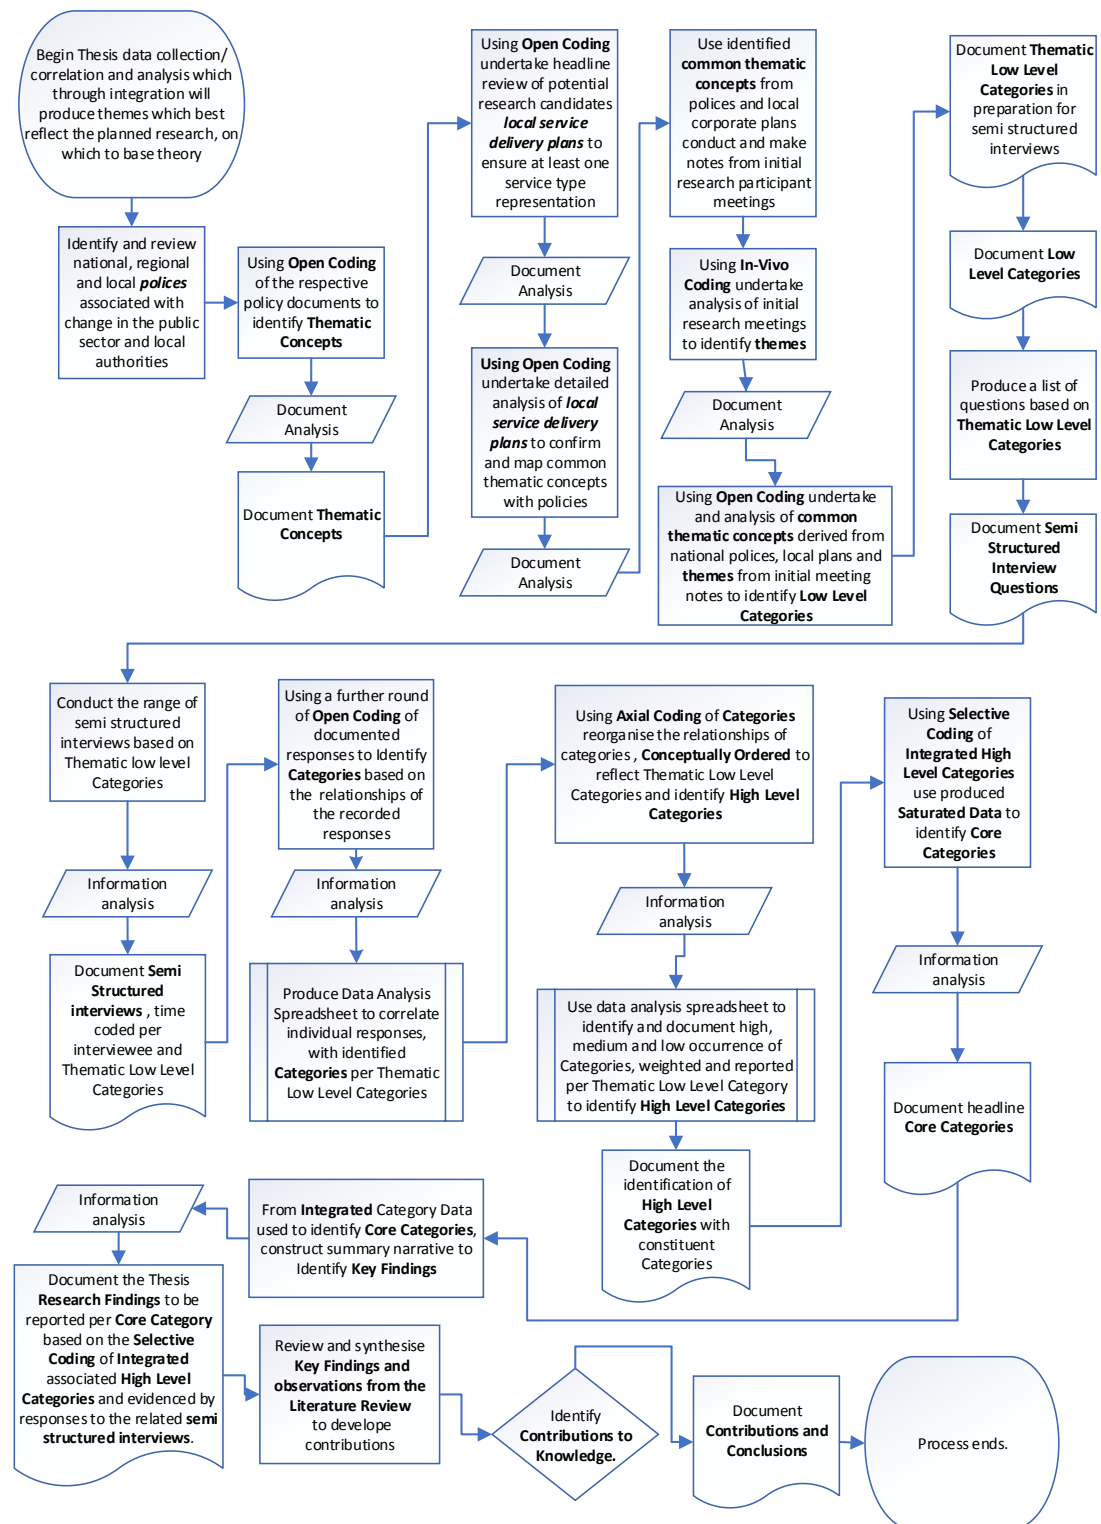 Begin Thesis data collection/
correlation and analysis which
through integration will
produce themes which best
reflect the planned research, on
which to base theory
Identify and review
national, regional
and local polices
associated with
change in the public
sector and local
authorities
Using Open Coding
of the respective
policy documents to
identify Thematic
Concepts
Document
Analysis
Document Thematic
Concepts
Using Open Coding
undertake headline
review of potential
research candidates
local service
delivery plans to
ensure at least one
service type
representation
Document
Analysis
Using Open Coding
undertake detailed
analysis of local
service delivery
plans to confirm
and map common
thematic concepts
with policies
Document
Analysis
Use identified
common thematic
concepts from
polices and local
corporate plans
conduct and make
notes from initial
research participant
meetings
Using In-Vivo
Coding undertake
analysis of initial
research meetings
to identify themes
Document
Analysis
Using Open Coding undertake
and analysis of common
thematic concepts derived from
national polices, local plans and
themes from initial meeting
notes to identify Low Level
Categories
Document Thematic
Low Level
Categories in
preparation for
semi structured
interviews
Document Low
Level Categories
Produce a list of
questions based on
Thematic Low Level
Categories
Document Semi
Structured
Interview
Questions
Conduct the range of
semi structured
interviews based on
Thematic low level
Categories
Information
analysis
Document Semi
Structured
interviews , time
coded per
interviewee and
Thematic Low Level
Categories
Using a further round
of Open Coding of
documented
responses to Identify
Categories based on
the relationships of
the recorded
responses
Information
analysis
Produce Data Analysis
Spreadsheet to correlate
individual responses,
with identified
Categories per Thematic
Low Level Categories
Using Axial Coding of Categories
reorganise the relationships of
categories , Conceptually Ordered to
reflect Thematic Low Level
Categories and identify High Level
Categories
Information
analysis
Use data analysis spreadsheet to
identify and document high,
medium and low occurrence of
Categories, weighted and reported
per Thematic Low Level Category
to identify High Level Categories
Document the
identification of
High Level
Categories with
constituent
Categories
Using Selective
Coding of
Integrated High
Level Categories
use produced
Saturated Data to
identify Core
Categories
Information
analysis
Document headline
Core Categories
From Integrated Category Data
used to identify Core Categories,
construct summary narrative to
Identify Key Findings
Information
analysis
Document the Thesis
Research Findings to be
reported per Core Category
based on the Selective
Coding of Integrated
associated High Level
Categories and evidenced by
responses to the related semi
structured interviews.
Review and synthesise
Key Findings and
observations from the
Literature Review
to develope
contributions
Identify
Contributions to
Knowledge.
Document
Contributions and
Conclusions
Process ends.